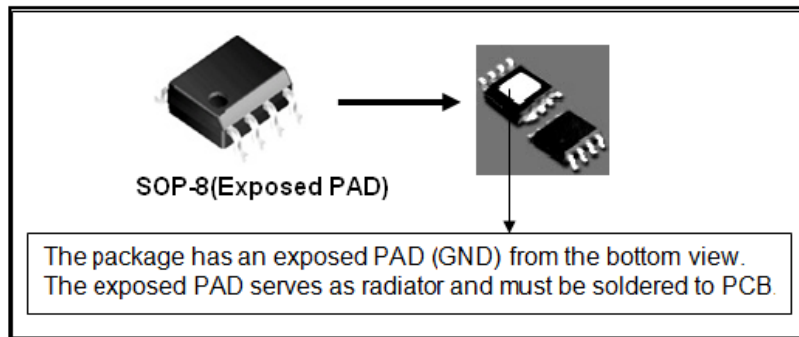 SOP-8(Exposed PAD)
The package has an exposed PAD (GND) from the bottom view.
The exposed PAD serves as radiator and must be soldered to PCB.